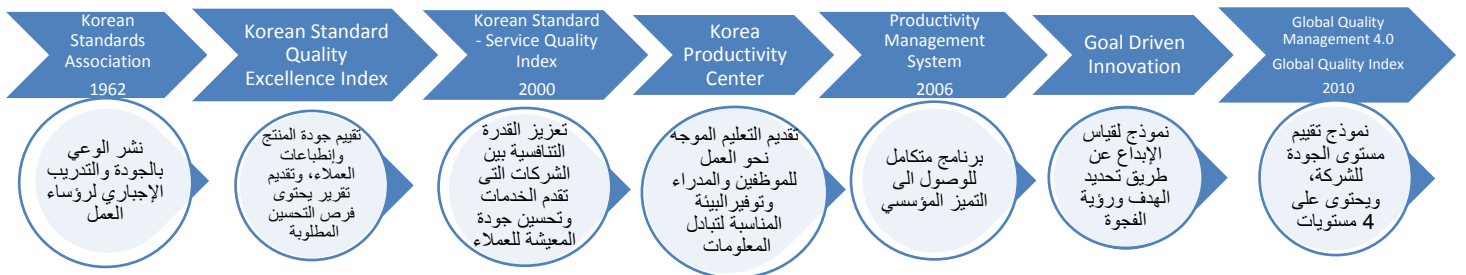 Korean
Standards
Association
1962
Korean Standard
Quality
Excellence Index
Korean Standard
- Service Quality
Index
2000
Korea
Productivity
Center
Productivity
Management
System
2006
Goal Driven
Innovation
Global Quality
Management 4.0
Global Quality Index
2010
نشر الوعي
بالجودة والتدريب
الإجباري لرؤساء
العمل
تقييم جودة المنتج
وإنطباعات
العملاء، وتقديم
تقرير يحتوى
فرص التحسين
المطلوبة
تعزيز القدرة
التنافسية بين
الشركات التى
تقدم الخدمات
وتحسين جودة
المعيشة للعملاء
تقديم التعليم الموجه
نحو العمل
للموظفين والمدراء
وتوفير البيئة
المناسبة لتبادل
المعلومات
برنامج متكامل
للوصول الى
التميز المؤسسي
نموذج لقياس
الإبداع عن
طريق تحديد
الهدف ورؤية
الفجوة
نموذج تقييم
مستوى الجودة
للشركة،
ويحتوى على
4 مستويات